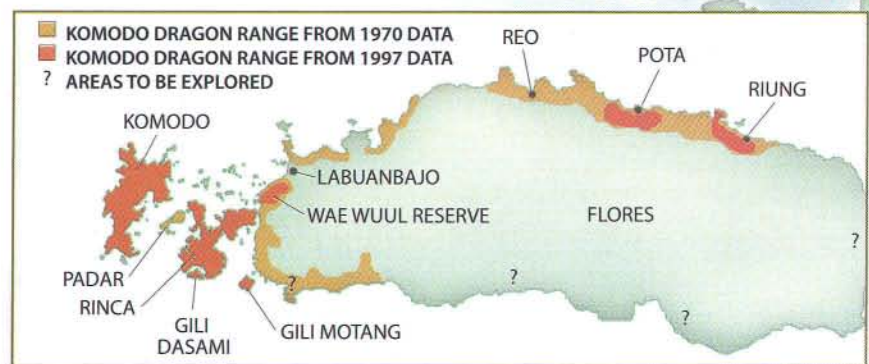 KOMODO DRAGON RANGE FROM 1970 DATA
KOMODO DRAGON RANGE FROM 1997 DATA
? AREAS TO BE EXPLORED
REO
POTA
RIUNG
KOMODO
LABUANBAJO
WAE WUUL RESERVE
FLORES
?
PADAR
?
?
RINCA
?
GILI
DASAMI
GILI MOTANG